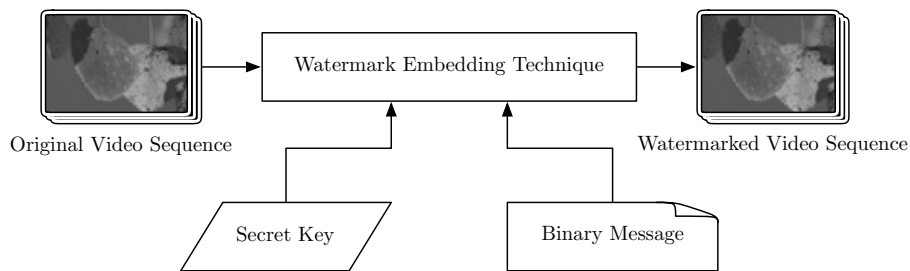 Watermark Embedding Technique
Original Video Sequence
Watermarked Video Sequence
Secret Key
Binary Message